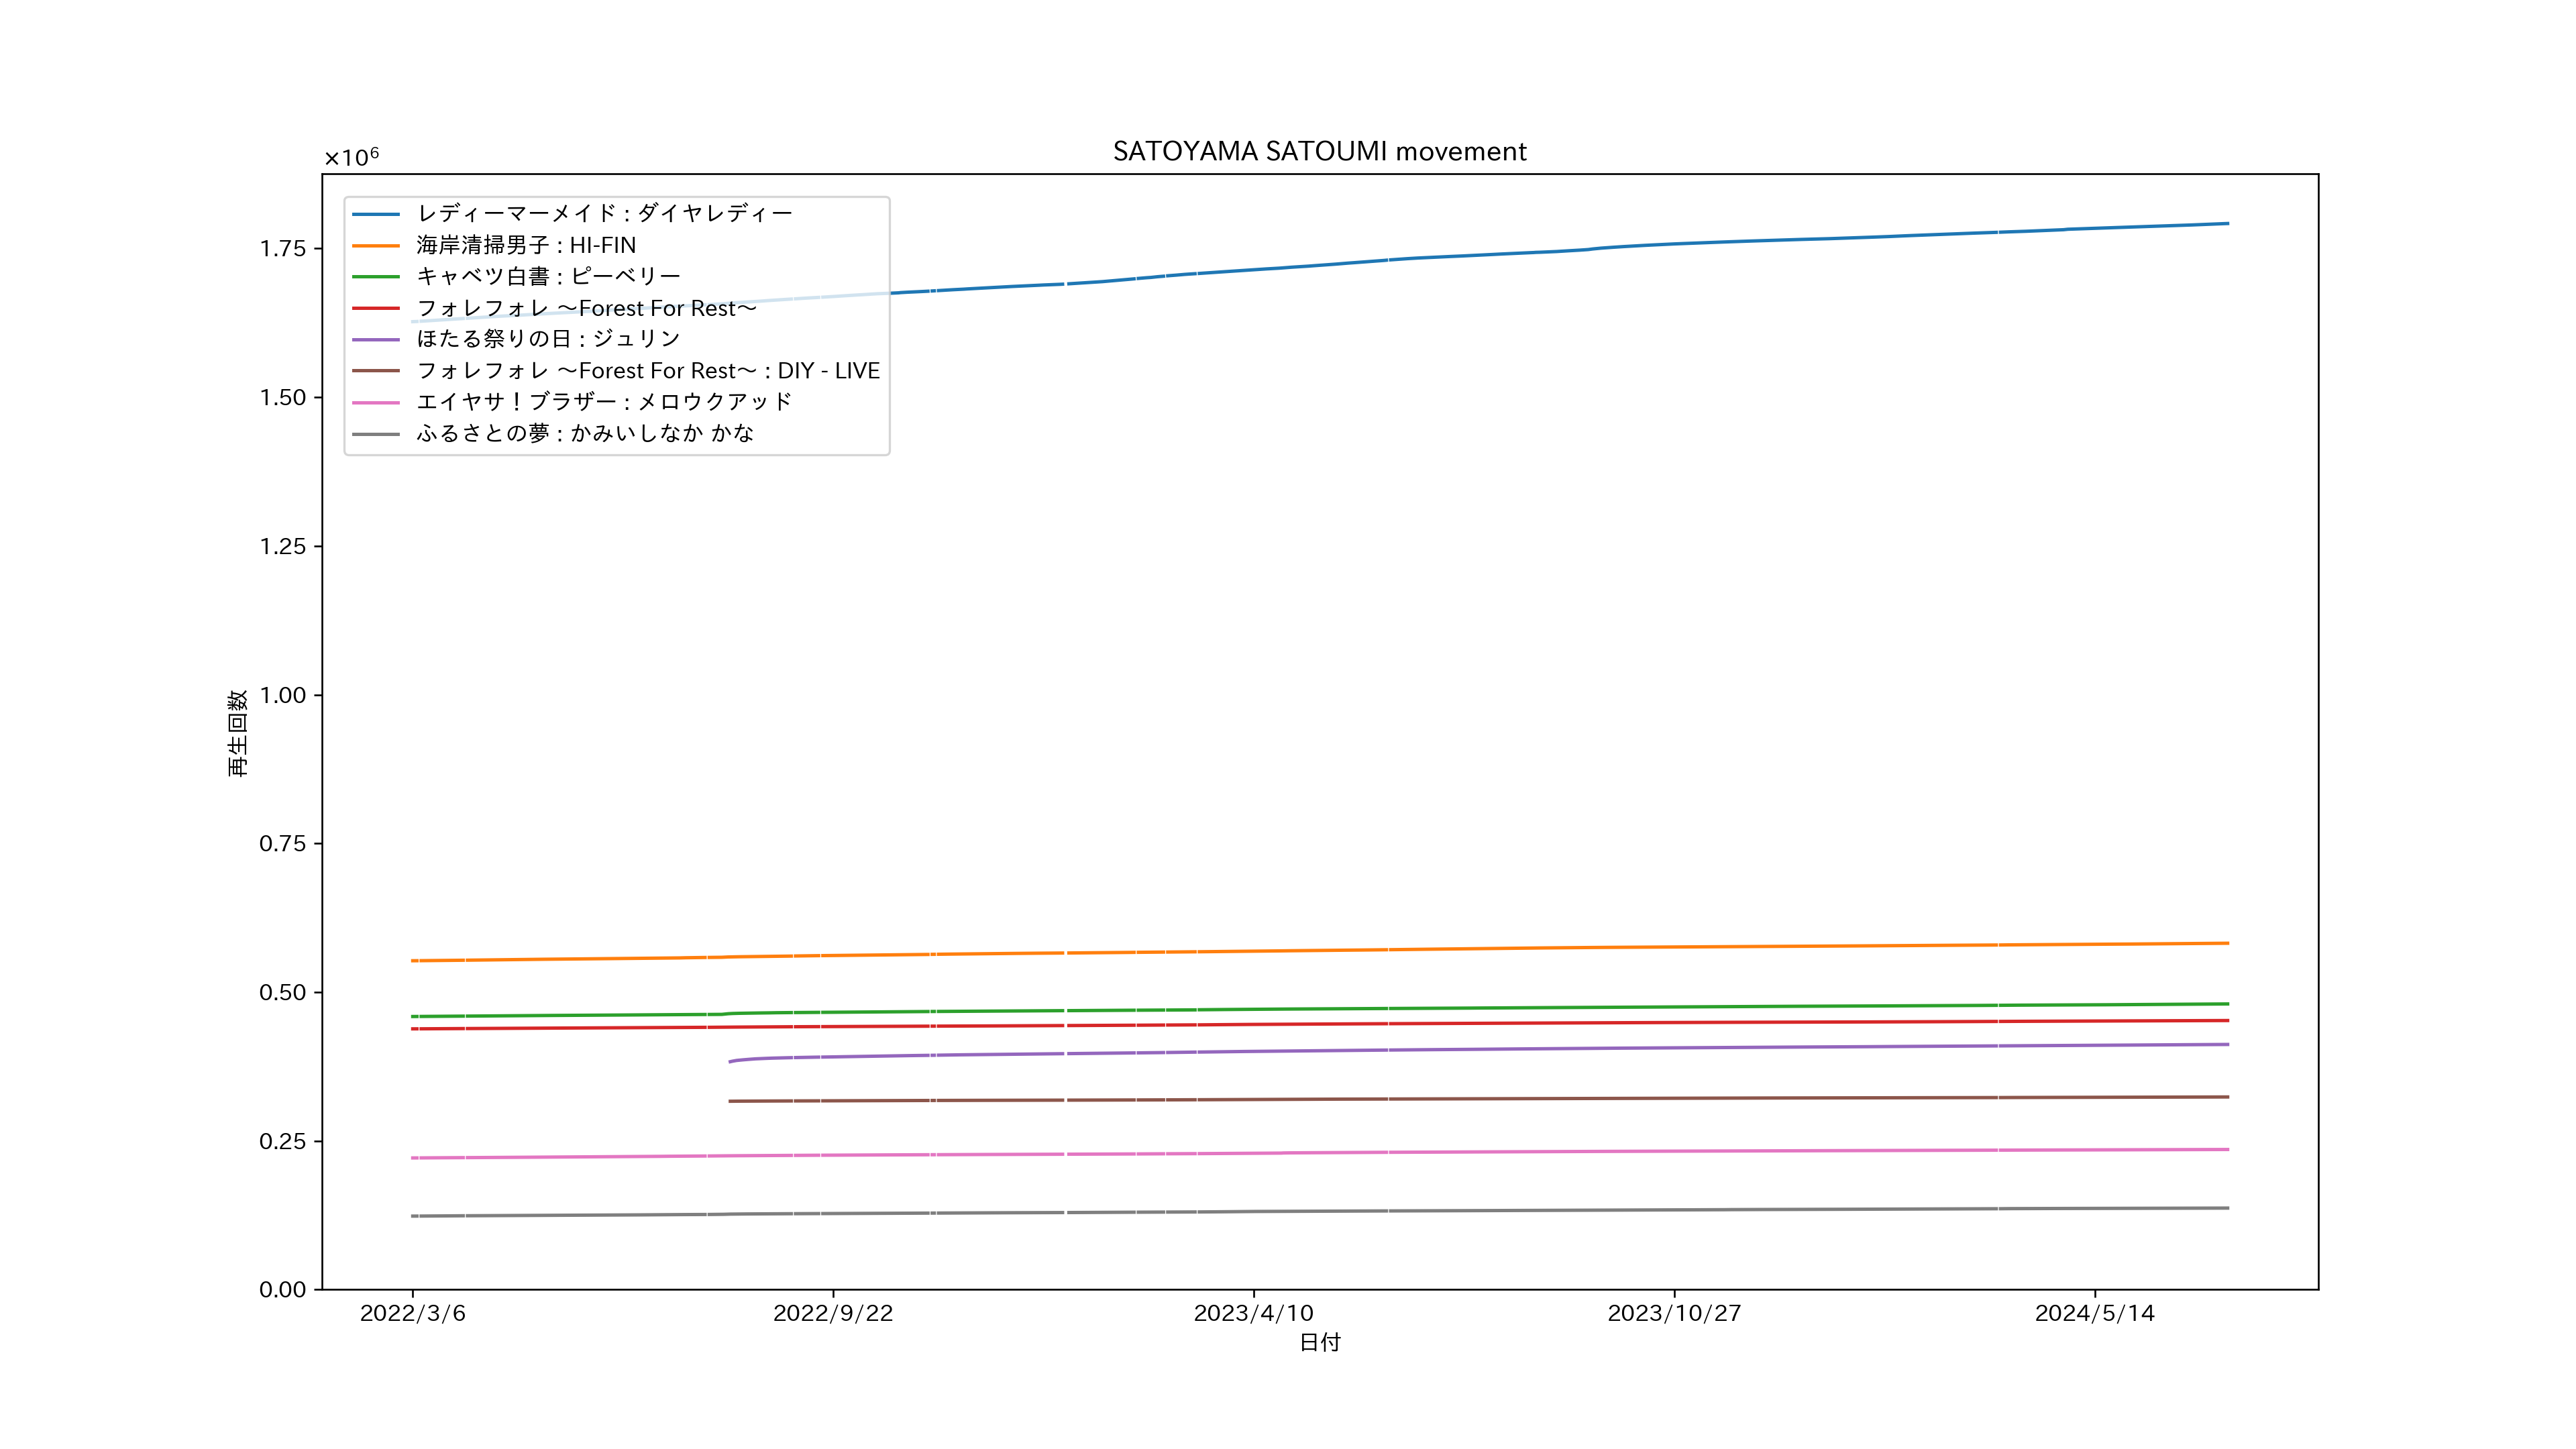 SATOYAMA SATOUMI movement
×10⁶
レディーマーメイド : ダイヤレディー
海岸清掃男子 : HI-FIN
キャベツ白書 : ピーベリー
フォレフォレ ～Forest For Rest～
ほたる祭りの日 : ジュリン
フォレフォレ ～Forest For Rest～ : DIY - LIVE
エイヤサ！ブラザー : メロウクアッド
ふるさとの夢 : かみいしなか かな
1.75
1.50
1.25
1.00
0.75
0.50
0.25
0.00
再生回数
2022/3/6 2022/9/22 2023/4/10 2023/10/27 2024/5/14
日付